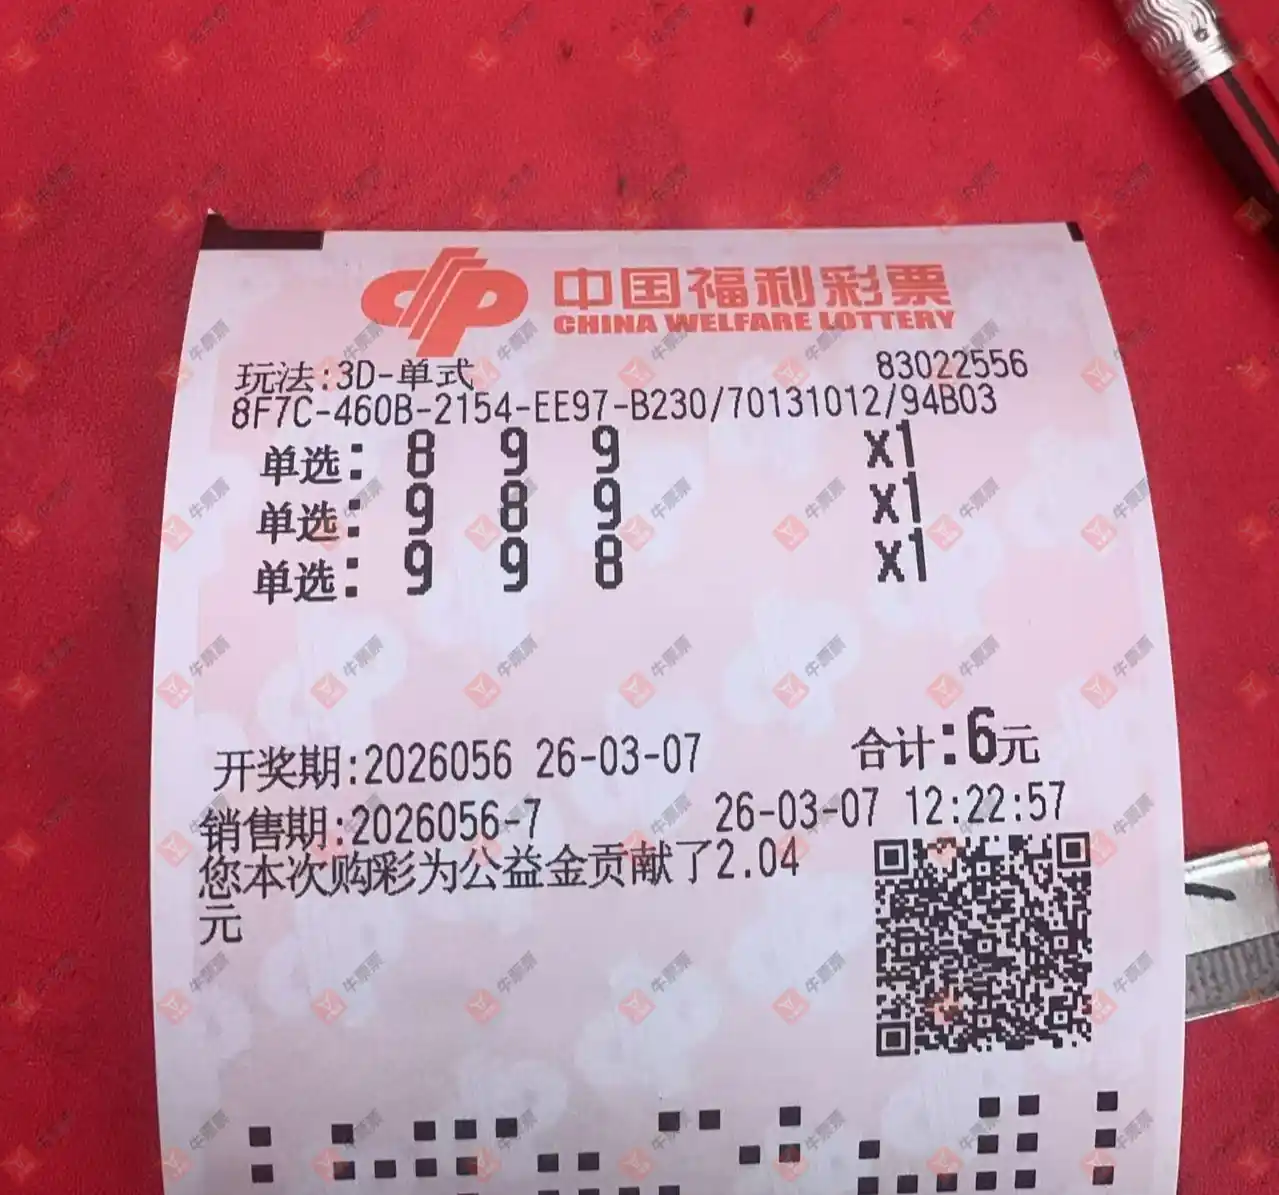 中国福利彩票
CHINA WELFARE LOTTERY
玩法:3D-单式 83022556
8F7C-460B-2154-EE97-B230/70131012/94B03
单选: 8 9 9 x1
单选: 9 8 9 x1
单选: 9 9 8 x1
开奖期:2026056 26-03-07 合计:6元
销售期:2026056-7 26-03-07 12:22:57
您本次购彩为公益金贡献了2.04
元
牛票票